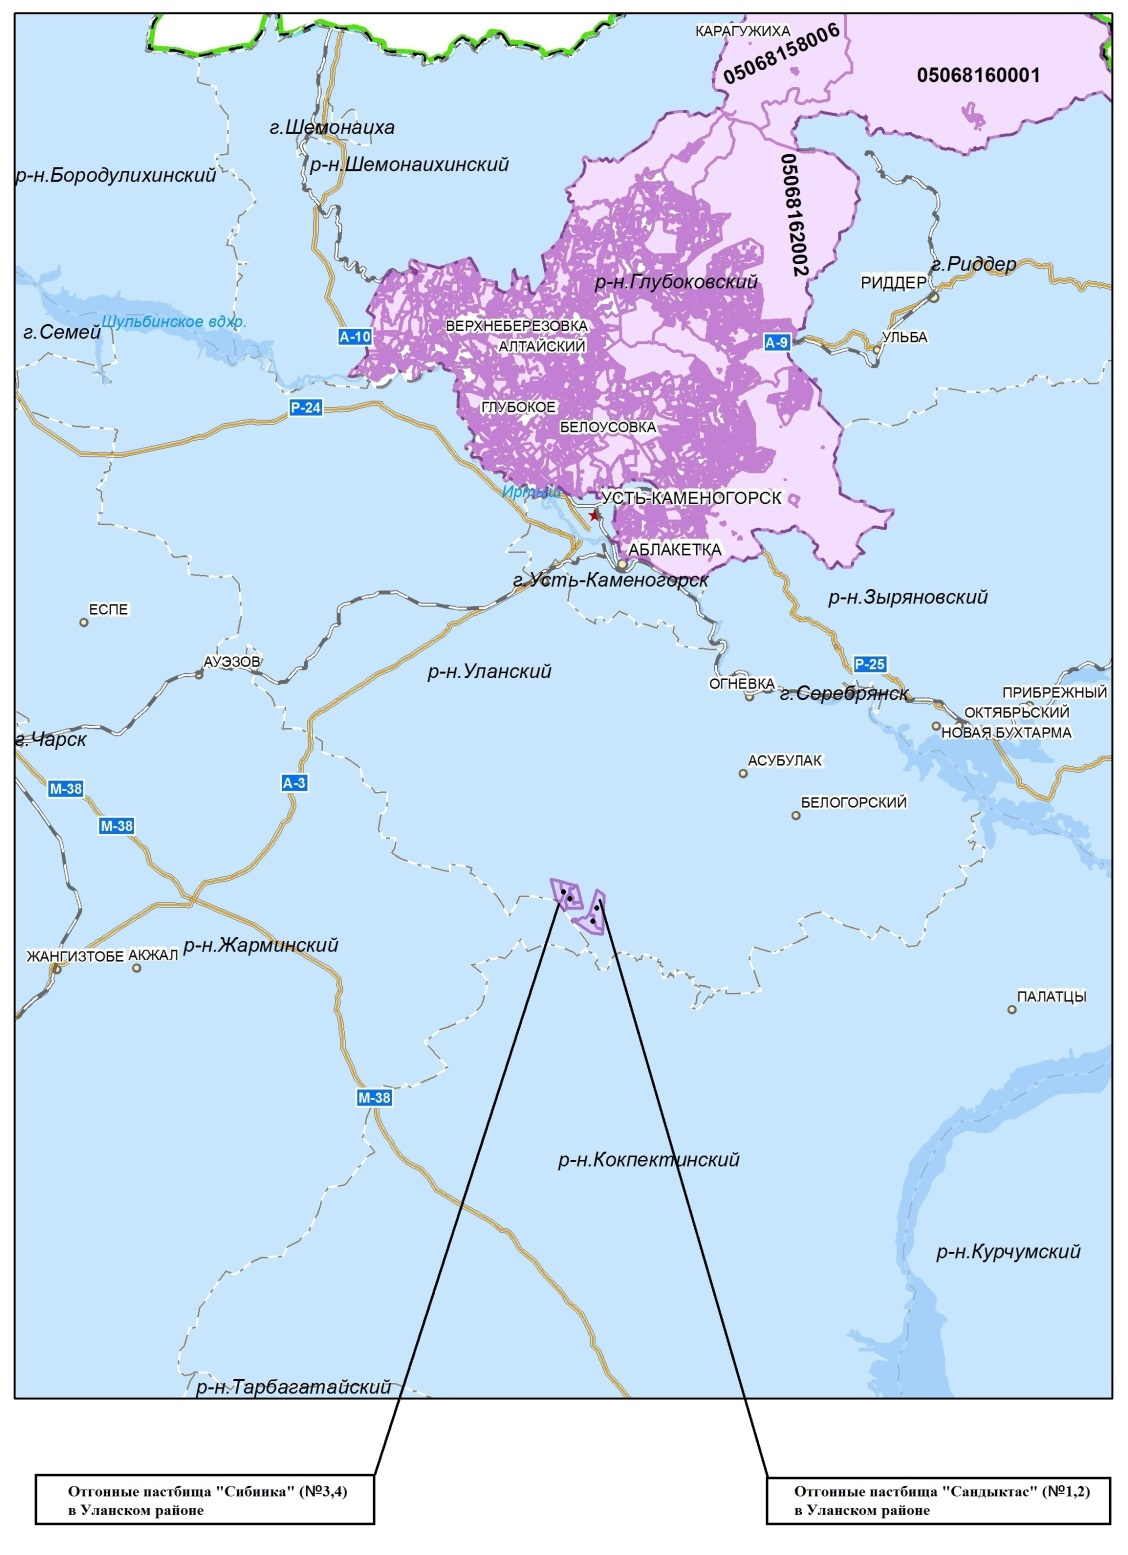 КАРАГУЖИХА
05068158006
05068160001
г.Шемонаиха
р-н.Шемонаихинский
р-н.Бородулихинский
05068162002
г.Риддер
р-н.Глубоковский
РИДДЕР
Шульбинское вдхр.
г.Семей
ВЕРХНЕБЕРЕЗОВКА
А-10
УЛЬБА
А-9
АЛТАЙСКИЙ
Р-24
ГЛУБОКОЕ
БЕЛОУСОВКА
Иртыш
УСТЬ-КАМЕНОГОРСК
АБЛАКЕТКА
г.Усть-Каменогорск
р-н.Зыряновский
ЕСПЕ
АУЭЗОВ
Р-25
р-н.Уланский
ОГНЕВКА
г.Серебрянск
ПРИБРЕЖНЫЙ
ОКТЯБРЬСКИЙ
НОВАЯ БУХТАРМА
г.Чарск
АСУБУЛАК
А-3
М-38
БЕЛОГОРСКИЙ
М-38
р-н.Жарминский
ЖАНГИЗТОБЕ
АКЖАЛ
ПАЛАТЦЫ
М-38
р-н.Кокпектинский
р-н.Курчумский
р-н.Тарбагатайский
Отгонные пастбища "Сибинка" (№3,4)
в Уланском районе
Отгонные пастбища "Сандыктас" (№1,2)
в Уланском районе